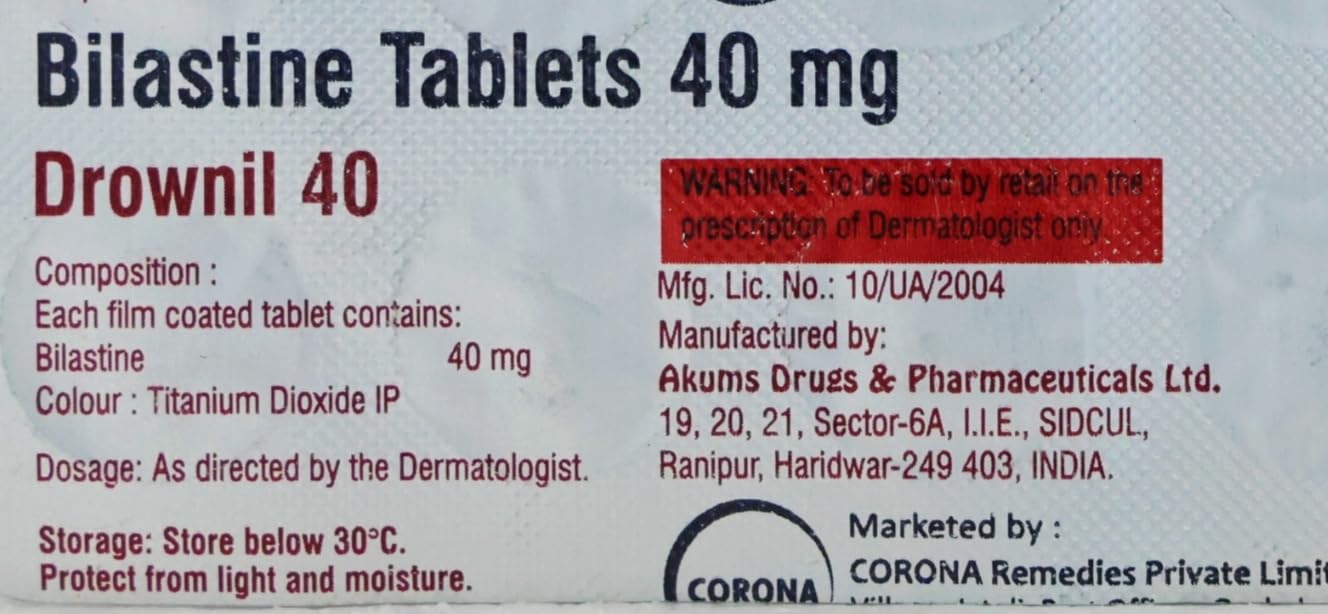 Bilastine Tablets 40 mg
Drownil 40
Composition :
Each film coated tablet contains:
Bilastine 40 mg
Colour : Titanium Dioxide IP
Dosage: As directed by the Dermatologist.
Storage: Store below 30°C.
Protect from light and moisture.
WARNING: To be sold by retail on the
prescription of Dermatologist only
Mfg. Lic. No.: 10/UA/2004
Manufactured by:
Akums Drugs & Pharmaceuticals Ltd.
19, 20, 21, Sector-6A, I.I.E., SIDCUL,
Ranipur, Haridwar-249 403, INDIA.
CORONA
Marketed by :
CORONA Remedies Private Limit